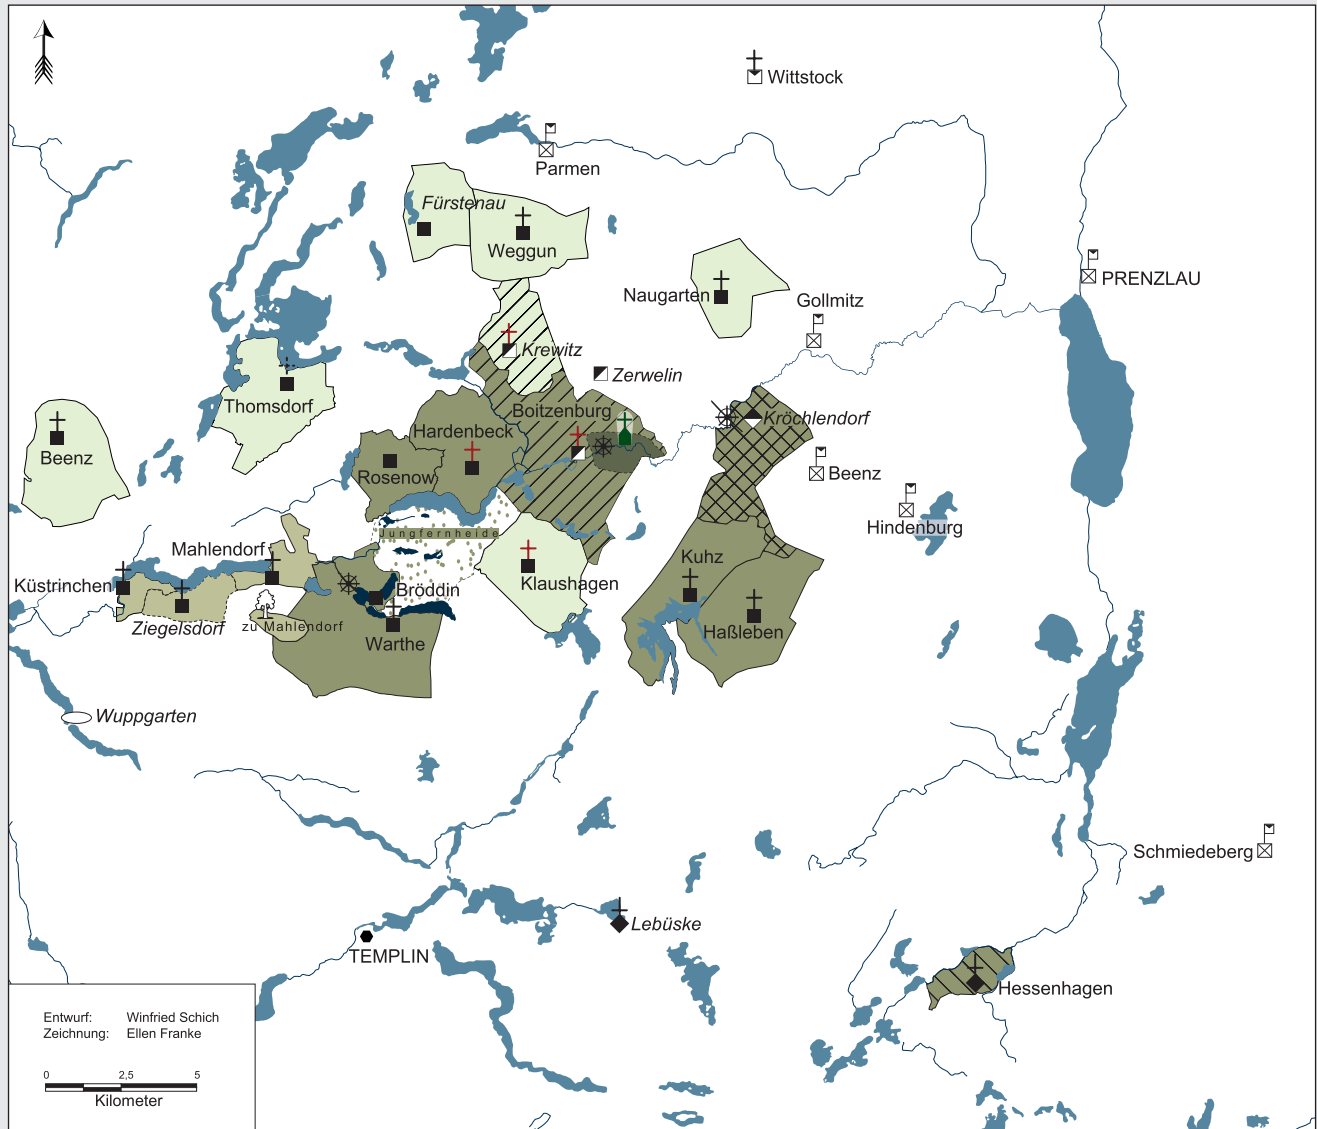 Wittstock
Parmen
Fürstenau
Weggun
PRENZLAU
Naugarten
Gollmitz
Krewitz
Zerwelin
Thomsdorf
Boitzenburg
Kröchlendorf
Hardenbeck
Beenz
Rosenow
Beenz
Hindenburg
Jungfernheide
Mahlendorf
Kuhz
Küstrinchen
Klaushagen
Bröddin
Ziegelsdorf
zu Mahlendorf
Haßleben
Warthe
Wuppgarten
Schmiedeberg
Lebüske
TEMPLIN
Hessenhagen
Entwurf: Winfried Schich
Zeichnung: Ellen Franke
0 2,5 5
Kilometer